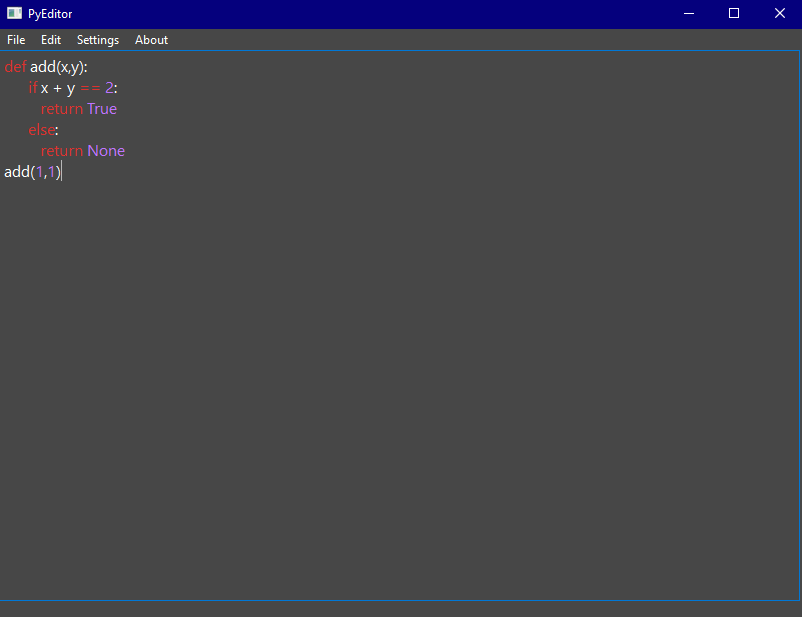 PyEditor
File Edit Settings About
def add(x,y):
    if x + y == 2:
        return True
    else:
        return None
add(1,1)